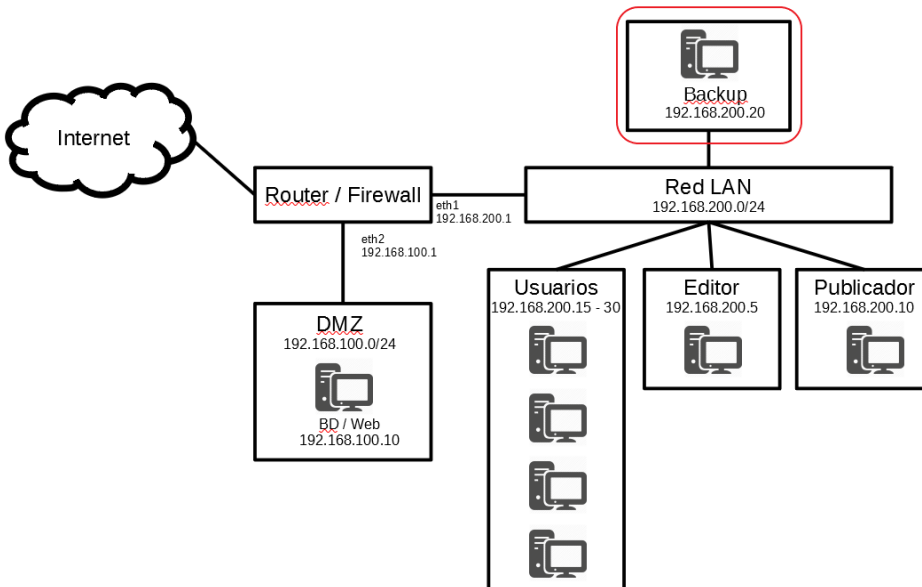 Backup
192.168.200.20
Internet
Router / Firewall
eth1
192.168.200.1
Red LAN
192.168.200.0/24
eth2
192.168.100.1
DMZ
192.168.100.0/24
BD / Web
192.168.100.10
Usuarios
192.168.200.15 - 30
Editor
192.168.200.5
Publicador
192.168.200.10